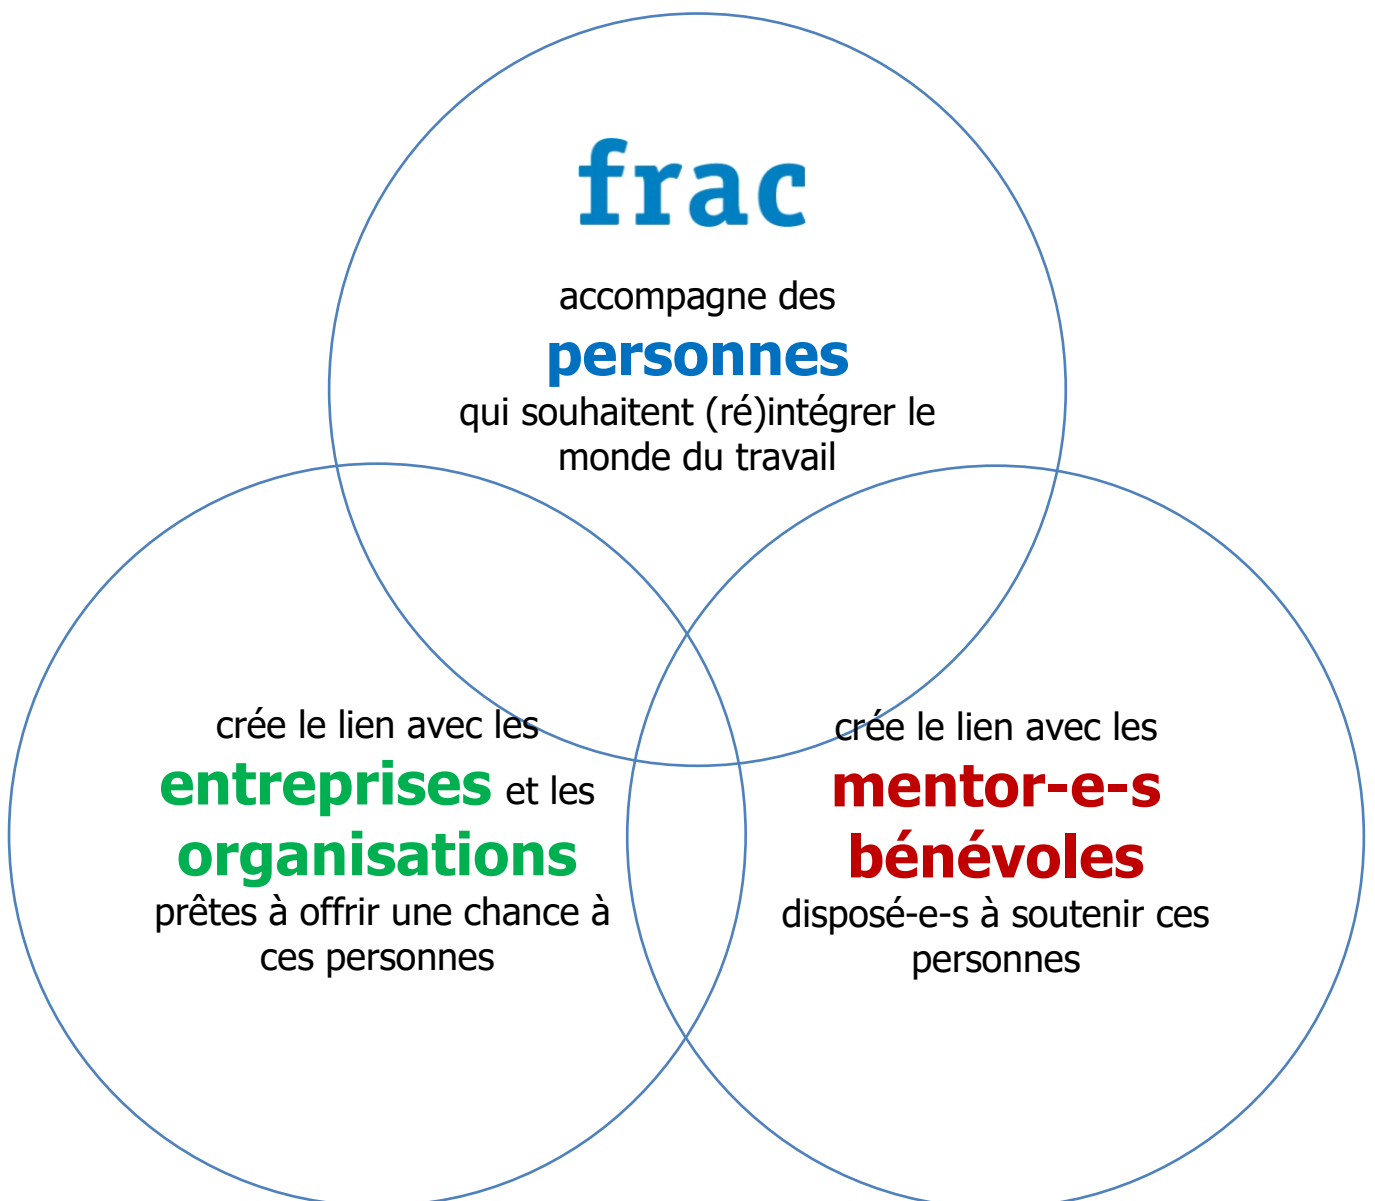 frac
accompagne des
personnes
qui souhaitent (ré)intégrer le
monde du travail
crée le lien avec les
entreprises et les
organisations
prêtes à offrir une chance à
ces personnes
crée le lien avec les
mentor-e-s
bénévoles
disposé-e-s à soutenir ces
personnes